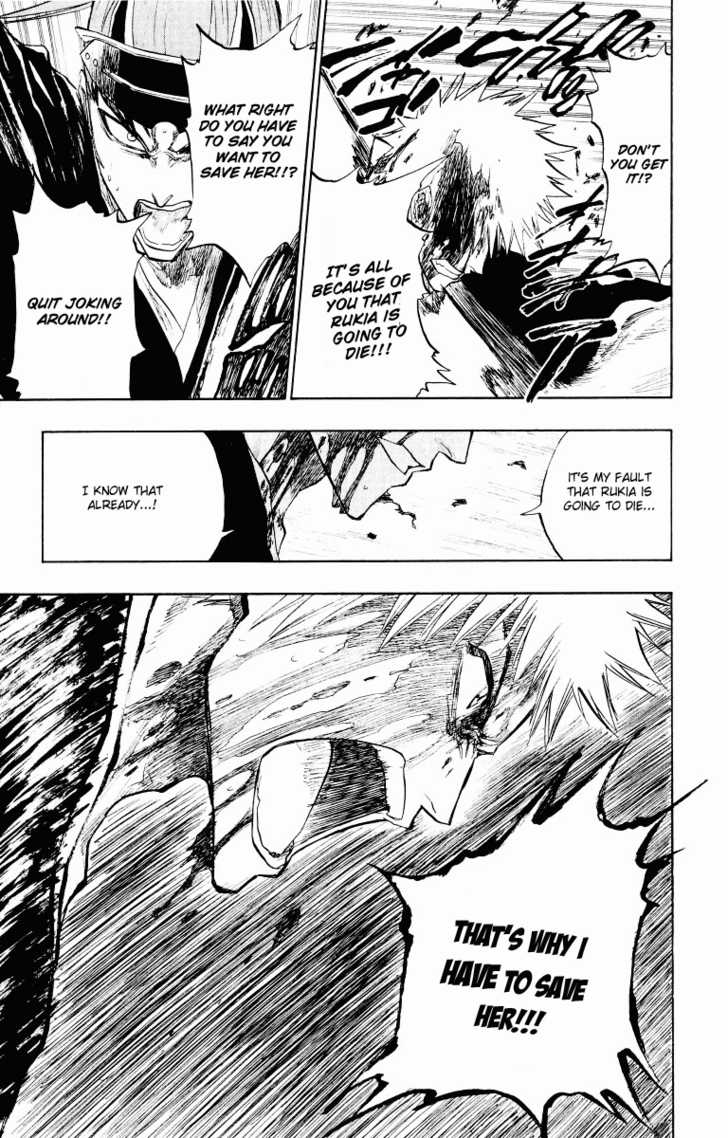 DON'T
YOU GET
IT!?
IT'S ALL
BECAUSE OF
YOU THAT
RUKIA IS
GOING TO
DIE!!!
WHAT RIGHT
DO YOU HAVE
TO SAY YOU
WANT TO
SAVE HER!!?
QUIT JOKING
AROUND!!
IT'S MY FAULT
THAT RUKIA IS
GOING TO DIE...
I KNOW THAT
ALREADY...!
THAT'S WHY I
HAVE TO SAVE
HER!!!